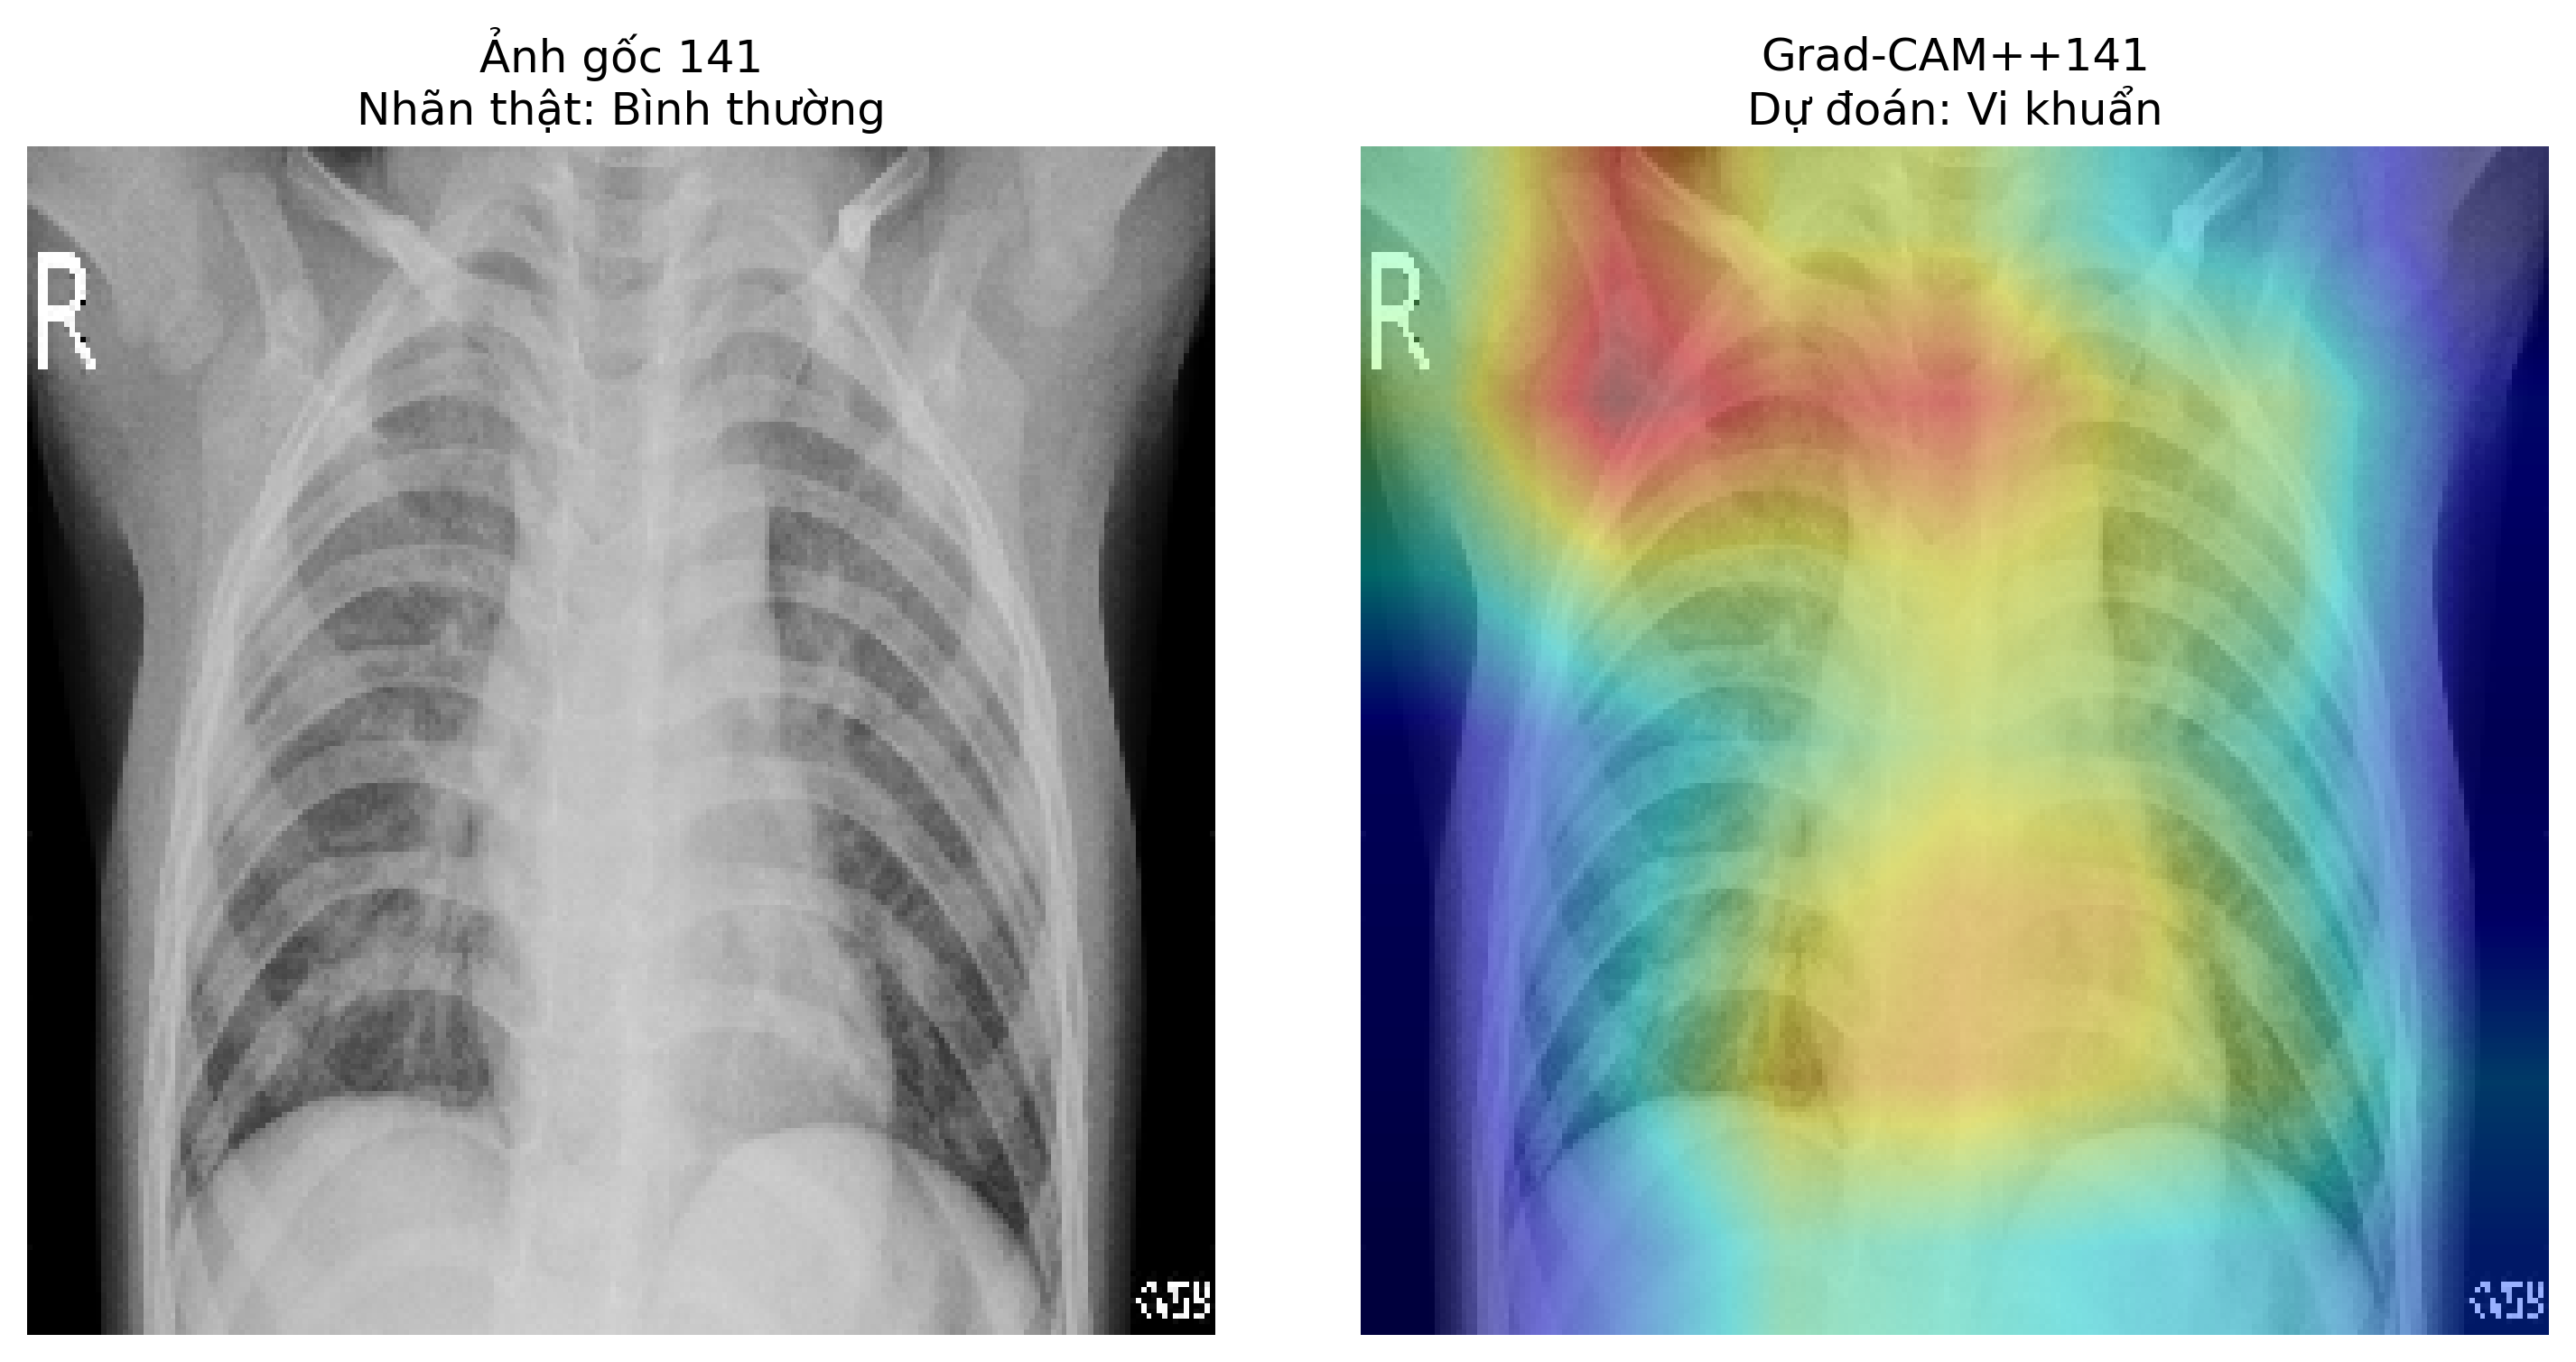 Ảnh gốc 141
Nhãn thật: Bình thường
Grad-CAM++141
Dự đoán: Vi khuẩn
R
R